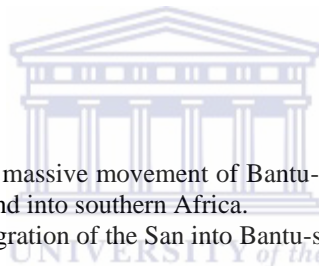 massive movement of Bantu-
nd into southern Africa.
gration of the San into Bantu-s
UNIVERSITY of the